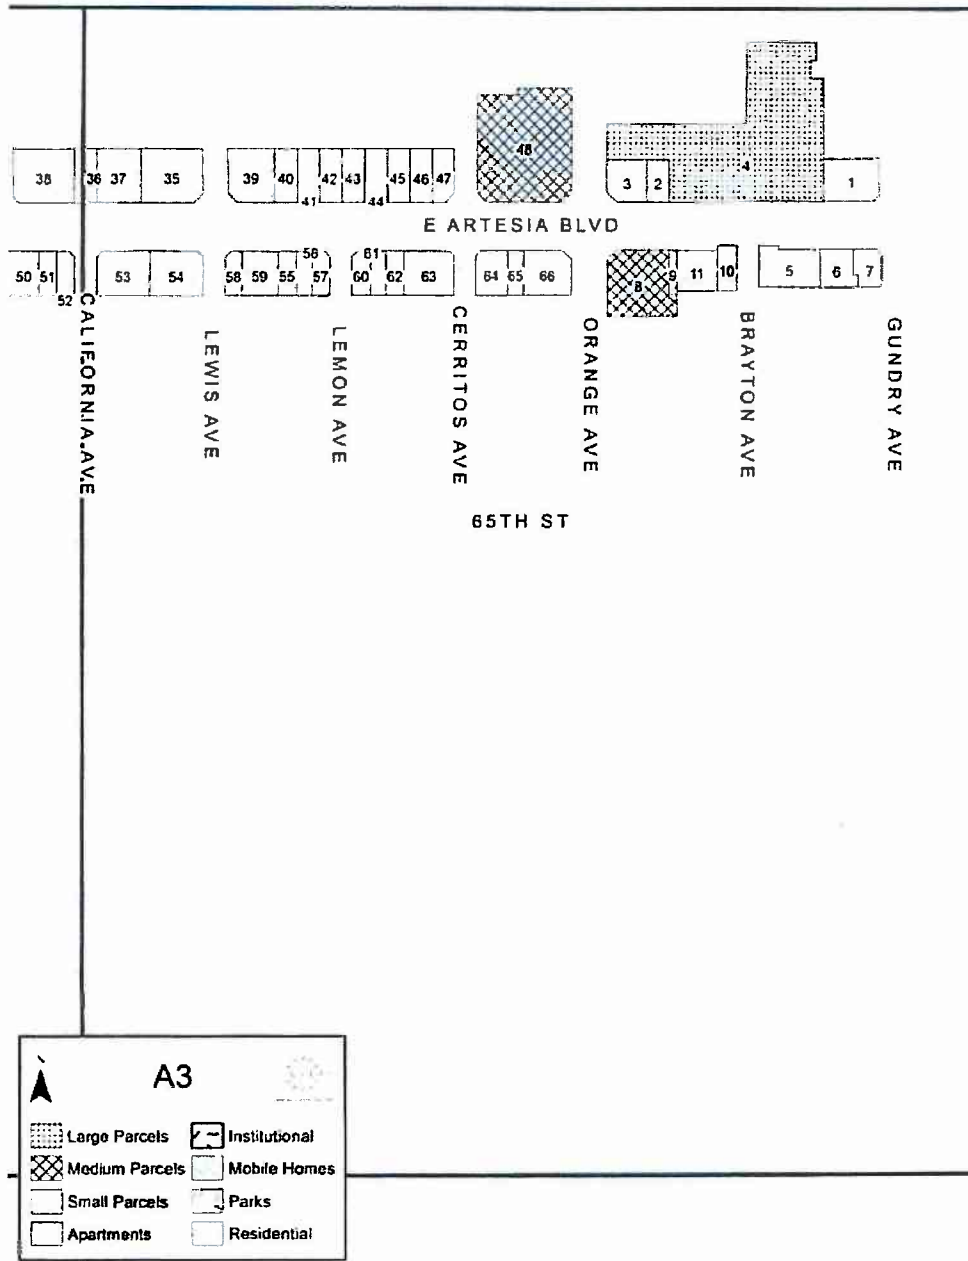 48
4
38 36 37 35 39 40 41 42 43 44 45 46 47 3 2 1
E ARTESIA BLVD
50 51 52 53 54 58 59 55 56 57 60 61 62 63 64 65 66 8 9 11 10 5 6 7
CALIFORNIA AVE
LEWIS AVE
LEMON AVE
CERRITOS AVE
ORANGE AVE
BRAYTON AVE
GUNDRY AVE
65TH ST
A3
Large Parcels
Medium Parcels
Small Parcels
Apartments
Institutional
Mobile Homes
Parks
Residential